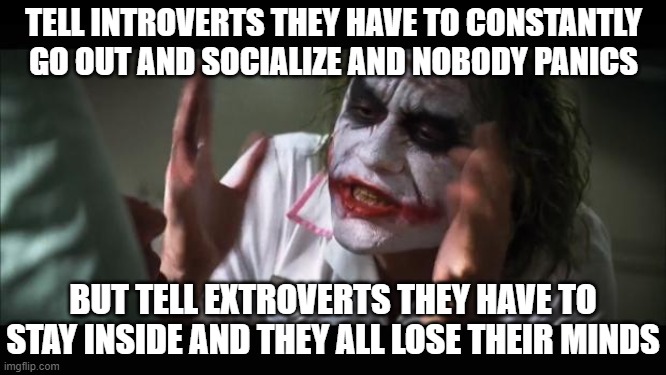 TELL INTROVERTS THEY HAVE TO CONSTANTLY
GO OUT AND SOCIALIZE AND NOBODY PANICS
BUT TELL EXTROVERTS THEY HAVE TO
STAY INSIDE AND THEY ALL LOSE THEIR MINDS
imgflip.com